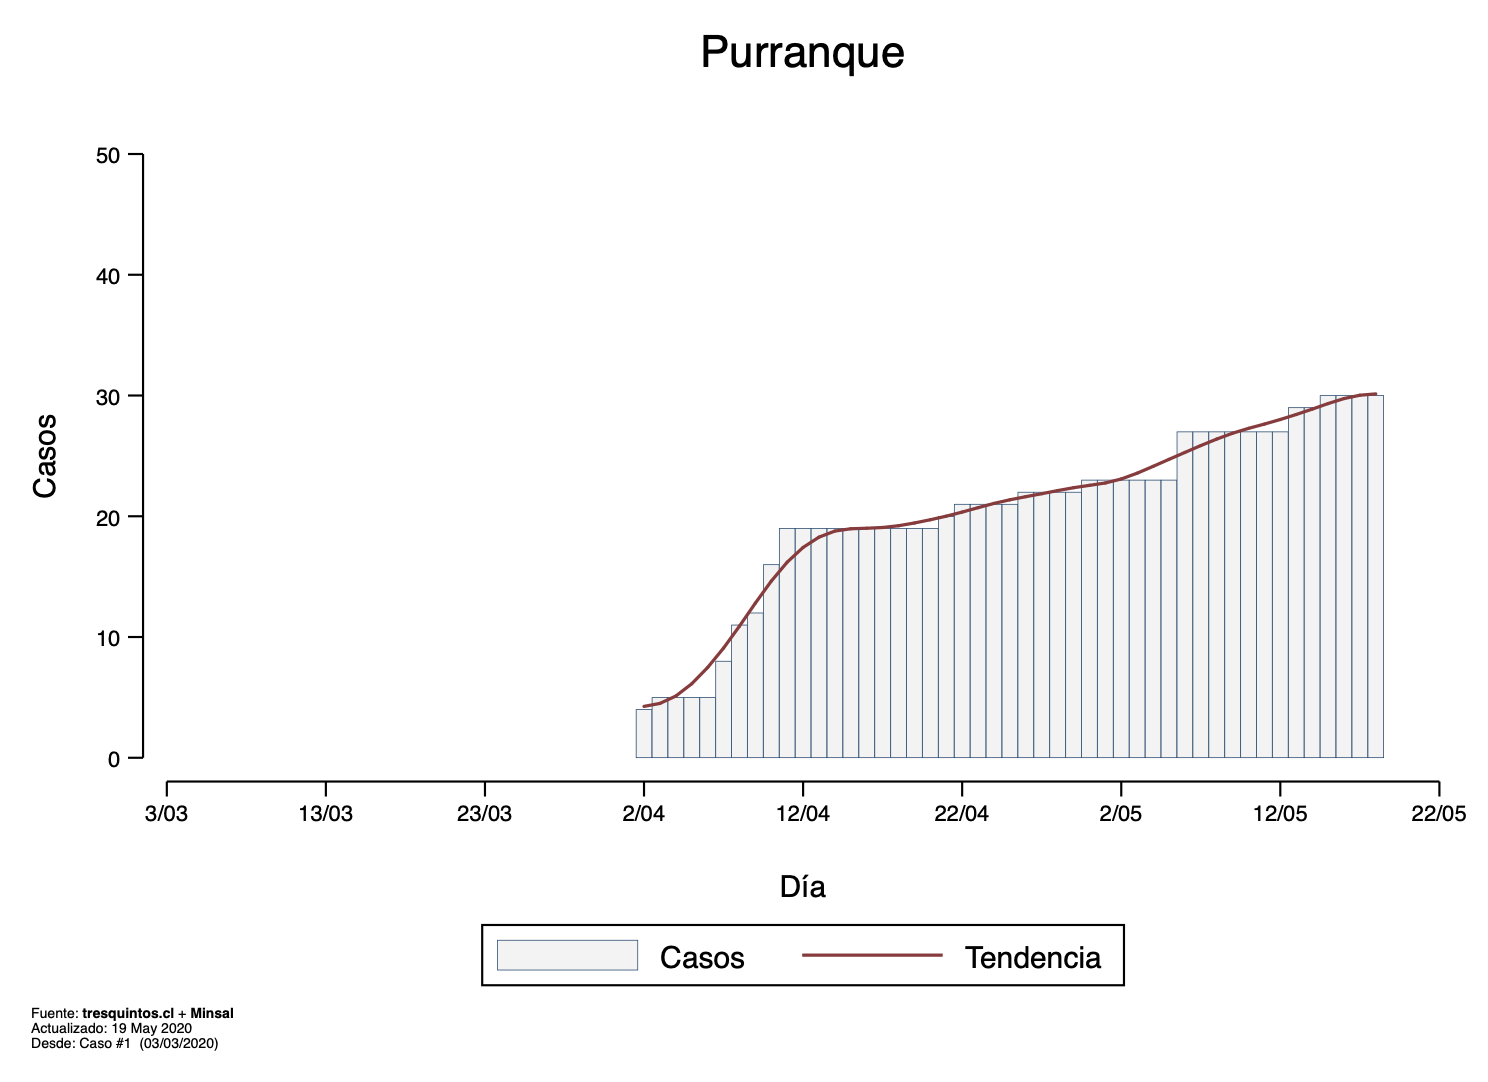 Purranque
50
40
30
20
10
0
Casos
3/03 13/03 23/03 2/04 12/04 22/04 2/05 12/05 22/05
Día
Casos Tendencia
Fuente: tresquintos.cl + Minsal
Actualizado: 19 May 2020
Desde: Caso #1 (03/03/2020)